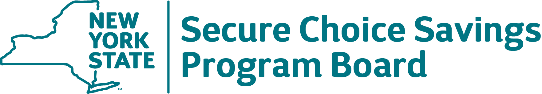 NEW
YORK
STATE
Secure Choice Savings
Program Board